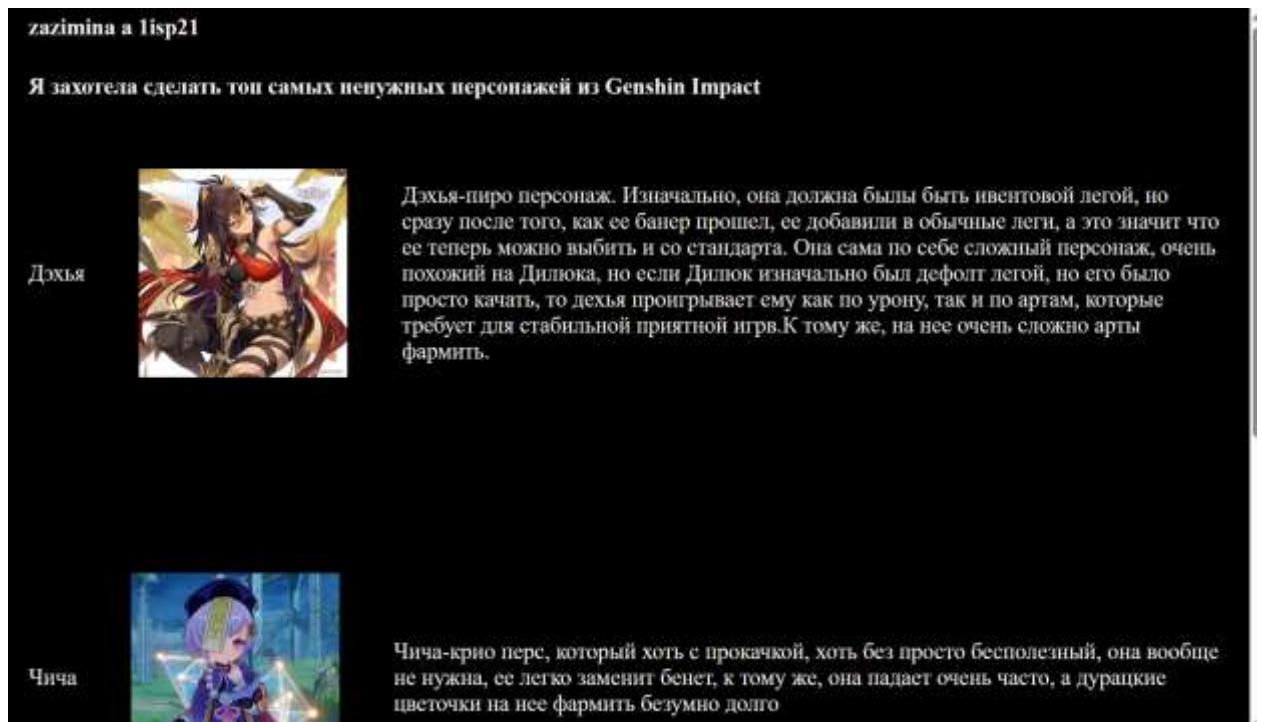 zazimina a 1isp21
Я захотела сделать топ самых ненужных персонажей из Genshin Impact
Дэхья
Дэхья-пиро персонаж. Изначально, она должна былы быть ивентовой легой, но
сразу после того, как ее банер прошел, ее добавили в обычные леги, а это значит что
ее теперь можно выбить и со стандарта. Она сама по себе сложный персонаж, очень
похожий на Дилюка, но если Дилюк изначально был дефолт легой, но его было
просто качать, то дехья проигрывает ему как по урону, так и по артам, которые
требует для стабильной приятной игрв.К тому же, на нее очень сложно арты
фармить.
Чича
Чича-крио перс, который хоть с прокачкой, хоть без просто бесполезный, она вообще
не нужна, ее легко заменит бенет, к тому же, она падает очень часто, а дурацкие
цветочки на нее фармить безумно долго